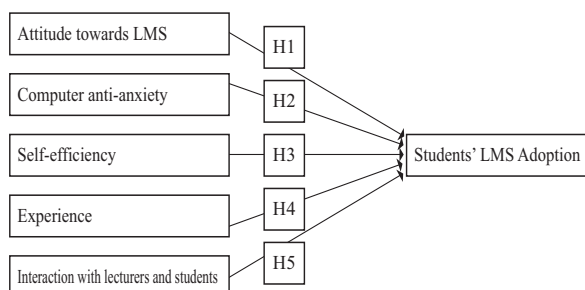 Attitude towards LMS
H1
Computer anti-anxiety
H2
Self-efficiency
H3
Students' LMS Adoption
Experience
H4
Interaction with lecturers and students
H5